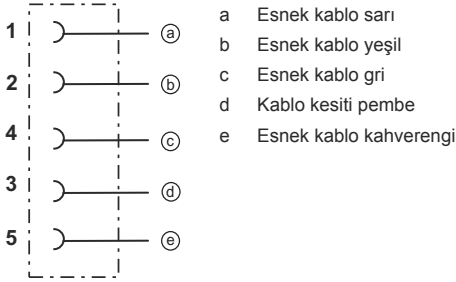 1 a
2 b
4 c
3 d
5 e
a Esnek kablo sarı
b Esnek kablo yeşil
c Esnek kablo gri
d Kablo kesiti pembe
e Esnek kablo kahverengi